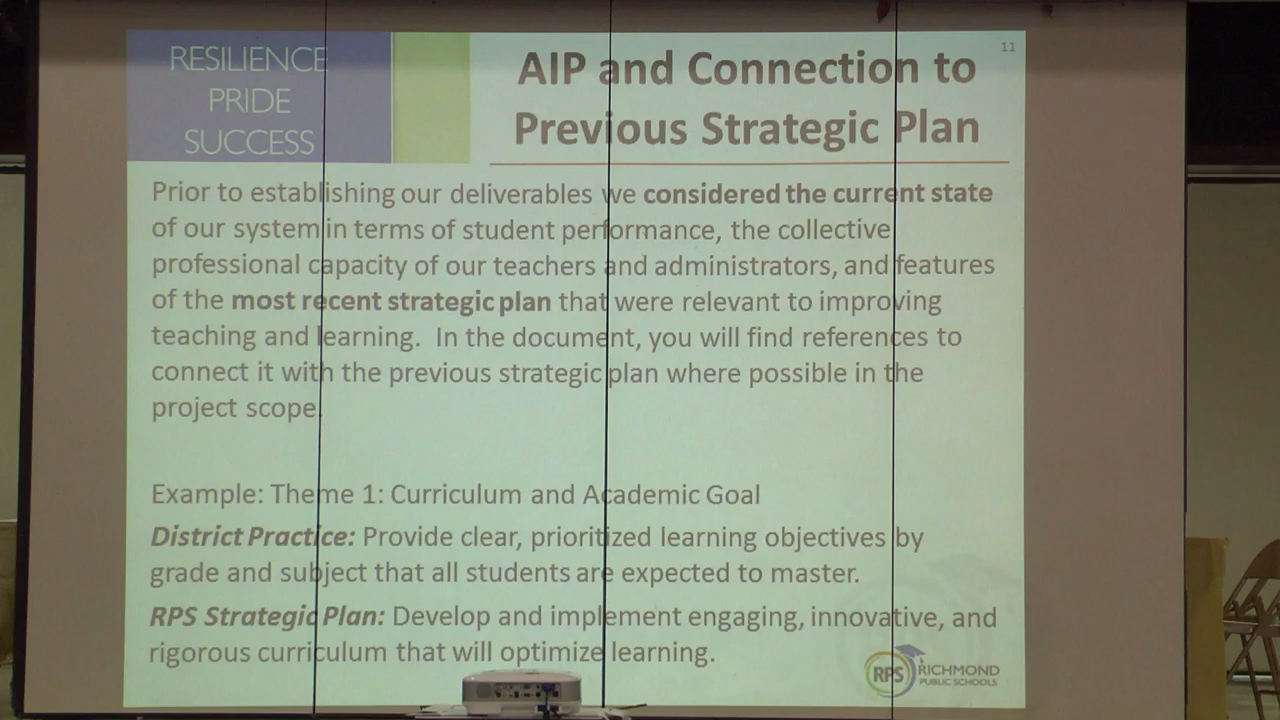 RESILIENCE
PRIDE
SUCCESS
11
AIP and Connection to
Previous Strategic Plan
Prior to establishing our deliverables we considered the current state
of our system in terms of student performance, the collective
professional capacity of our teachers and administrators, and features
of the most recent strategic plan that were relevant to improving
teaching and learning. In the document, you will find references to
connect it with the previous strategic plan where possible in the
project scope.
Example: Theme 1: Curriculum and Academic Goal
District Practice: Provide clear, prioritized learning objectives by
grade and subject that all students are expected to master.
RPS Strategic Plan: Develop and implement engaging, innovative, and
rigorous curriculum that will optimize learning.
RPS
RICHMOND
PUBLIC SCHOOLS